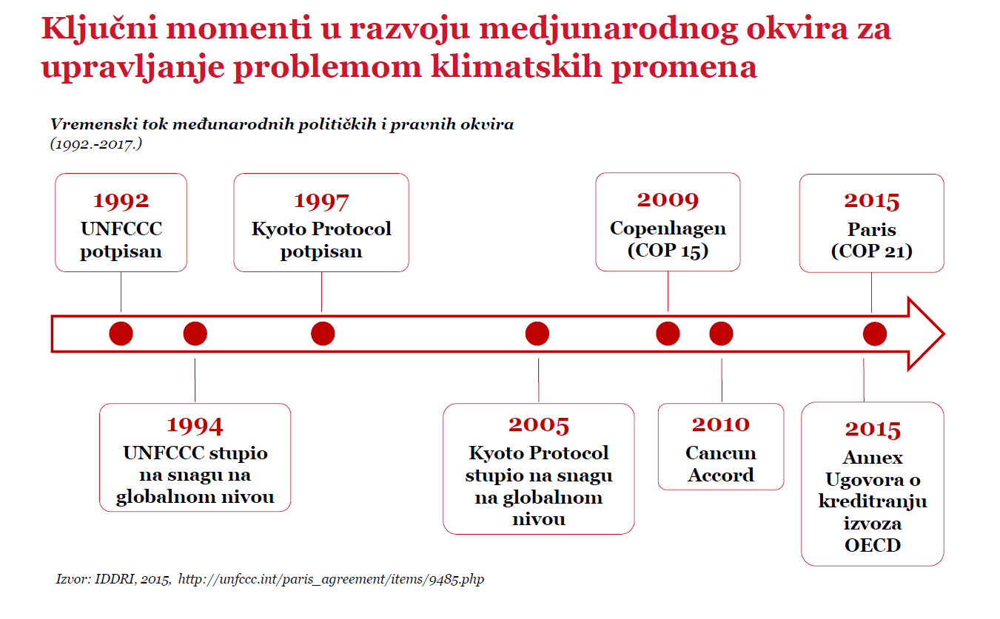 Ključni momenti u razvoju medjunarodnog okvira za
upravljanje problemom klimatskih promena
Vremenski tok međunarodnih političkih i pravnih okvira
(1992.-2017.)
1992
UNFCCC
potpisan
1997
Kyoto Protocol
potpisan
2009
Copenhagen
(COP 15)
2015
Paris
(COP 21)
1994
UNFCCC stupio
na snagu na
globalnom nivou
2005
Kyoto Protocol
stupio na snagu
na globalnom
nivou
2010
Cancun
Accord
2015
Annex
Ugovora o
kreditranju
izvoza
OECD
Izvor: IDDRI, 2015, http://unfccc.int/paris_agreement/items/9485.php